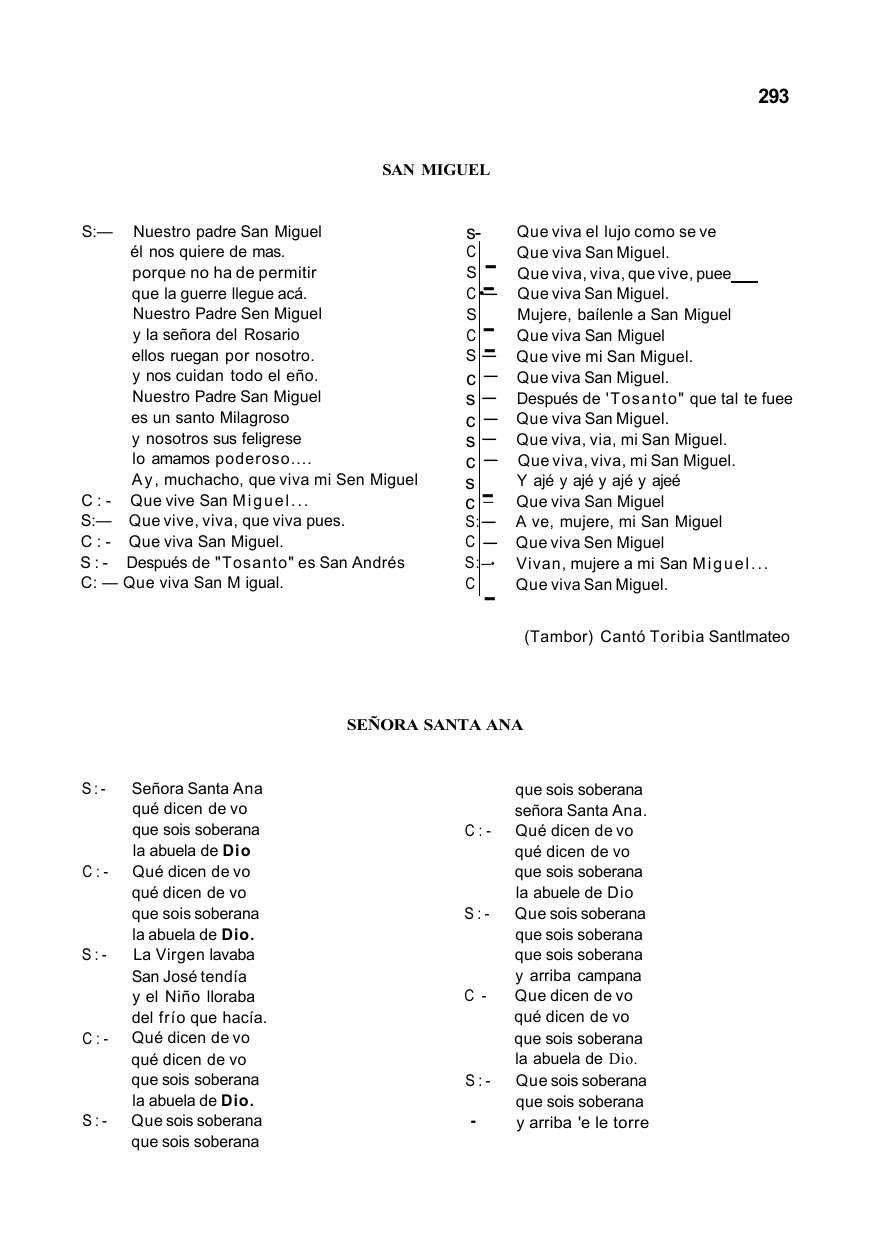 293
SAN MIGUEL
S:— Nuestro padre San Miguel
él nos quiere de mas.
porque no ha de permitir
que la guerre llegue acá.
Nuestro Padre Sen Miguel
y la señora del Rosario
ellos ruegan por nosotro.
y nos cuidan todo el eño.
Nuestro Padre San Miguel
es un santo Milagroso
y nosotros sus feligrese
lo amamos poderoso....
Ay, muchacho, que viva mi Sen Miguel
C:- Que vive San Miguel...
S:— Que vive, viva, que viva pues.
C:- Que viva San Miguel.
S:- Después de "Tosanto" es San Andrés
C: — Que viva San M igual.
s- Que viva el lujo como se ve
C Que viva San Miguel.
S - Que viva, viva, que vive, puee__
C - Que viva San Miguel.
S Mujere, baílenle a San Miguel
C - Que viva San Miguel
S — Que vive mi San Miguel.
c — Que viva San Miguel.
s — Después de 'Tosanto" que tal te fuee
c — Que viva San Miguel.
s — Que viva, via, mi San Miguel.
c — Que viva, viva, mi San Miguel.
s Y ajé y ajé y ajé y ajeé
c — Que viva San Miguel
S:— A ve, mujere, mi San Miguel
C — Que viva Sen Miguel
S:— Vivan, mujere a mi San Miguel...
C - Que viva San Miguel.
(Tambor) Cantó Toribia Santlmateo
SEÑORA SANTA ANA
S:- Señora Santa Ana
qué dicen de vo
que sois soberana
la abuela de Dio
C:- Qué dicen de vo
qué dicen de vo
que sois soberana
la abuela de Dio.
S:- La Virgen lavaba
San José tendía
y el Niño lloraba
del frío que hacía.
C:- Qué dicen de vo
qué dicen de vo
que sois soberana
la abuela de Dio.
S:- Que sois soberana
que sois soberana
que sois soberana
señora Santa Ana.
C:- Qué dicen de vo
qué dicen de vo
que sois soberana
la abuele de Dio
S:- Que sois soberana
que sois soberana
que sois soberana
y arriba campana
C - Que dicen de vo
qué dicen de vo
que sois soberana
la abuela de Dio.
S:- Que sois soberana
que sois soberana
- y arriba 'e le torre